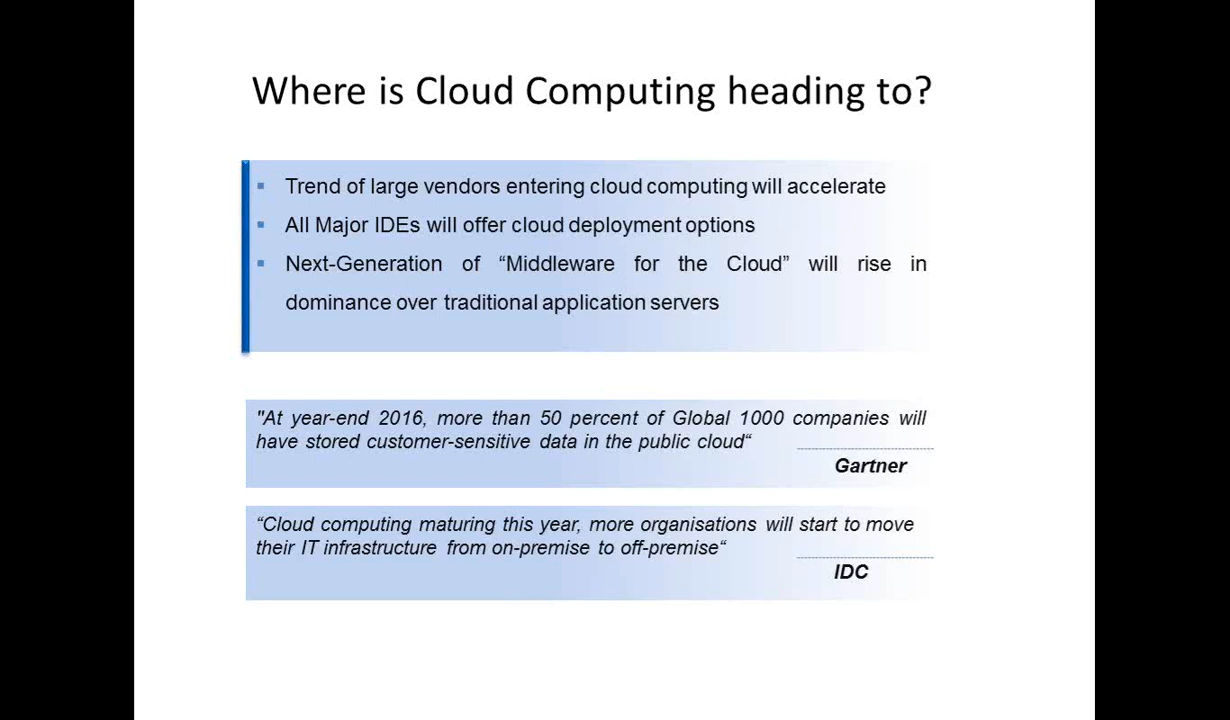 Where is Cloud Computing heading to?
▪ Trend of large vendors entering cloud computing will accelerate
▪ All Major IDEs will offer cloud deployment options
▪ Next-Generation of “Middleware for the Cloud” will rise in
dominance over traditional application servers
"At year-end 2016, more than 50 percent of Global 1000 companies will
have stored customer-sensitive data in the public cloud“
Gartner
“Cloud computing maturing this year, more organisations will start to move
their IT infrastructure from on-premise to off-premise“
IDC